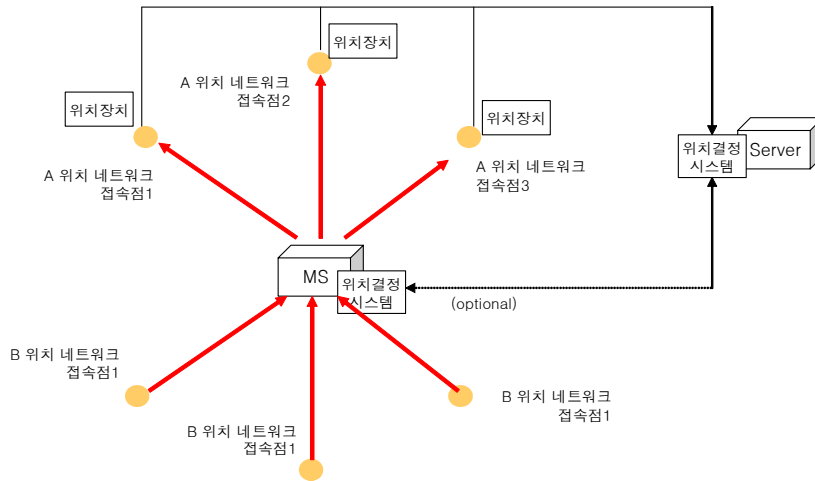 위치장치
A 위치 네트워크
접속점2
위치장치
위치장치
A 위치 네트워크
접속점1
A 위치 네트워크
접속점3
위치결정
시스템
Server
MS
위치결정
시스템
(optional)
B 위치 네트워크
접속점1
B 위치 네트워크
접속점1
B 위치 네트워크
접속점1